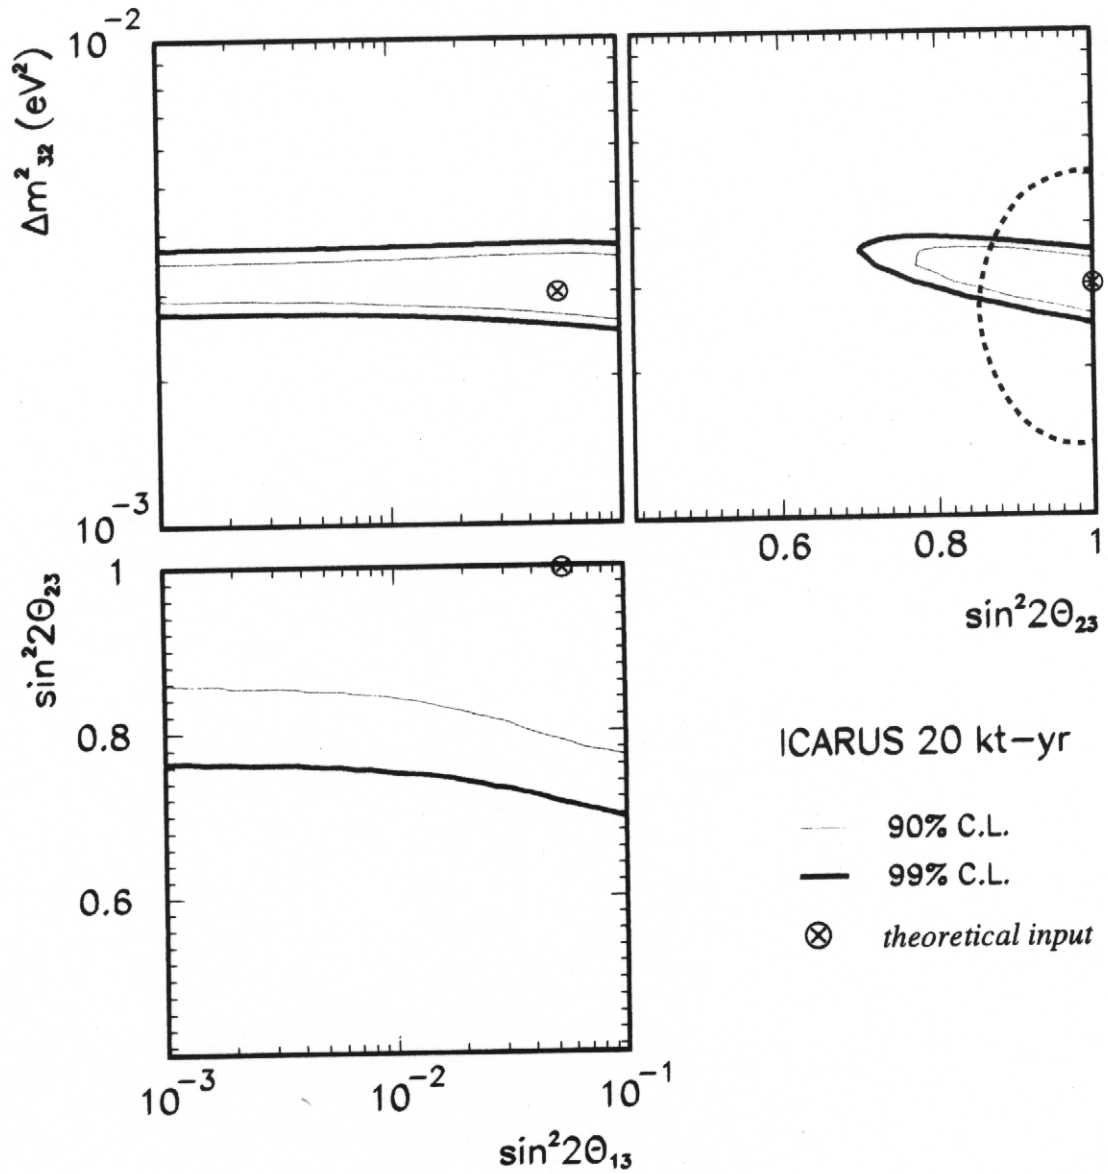 10⁻²
Δm²₃₂ (eV²)
10⁻³
0.6 0.8 1
sin²2Θ₂₃
1
sin²2Θ₂₃
0.8
0.6
10⁻³ 10⁻² 10⁻¹
sin²2Θ₁₃
ICARUS 20 kt-yr
90% C.L.
99% C.L.
theoretical input